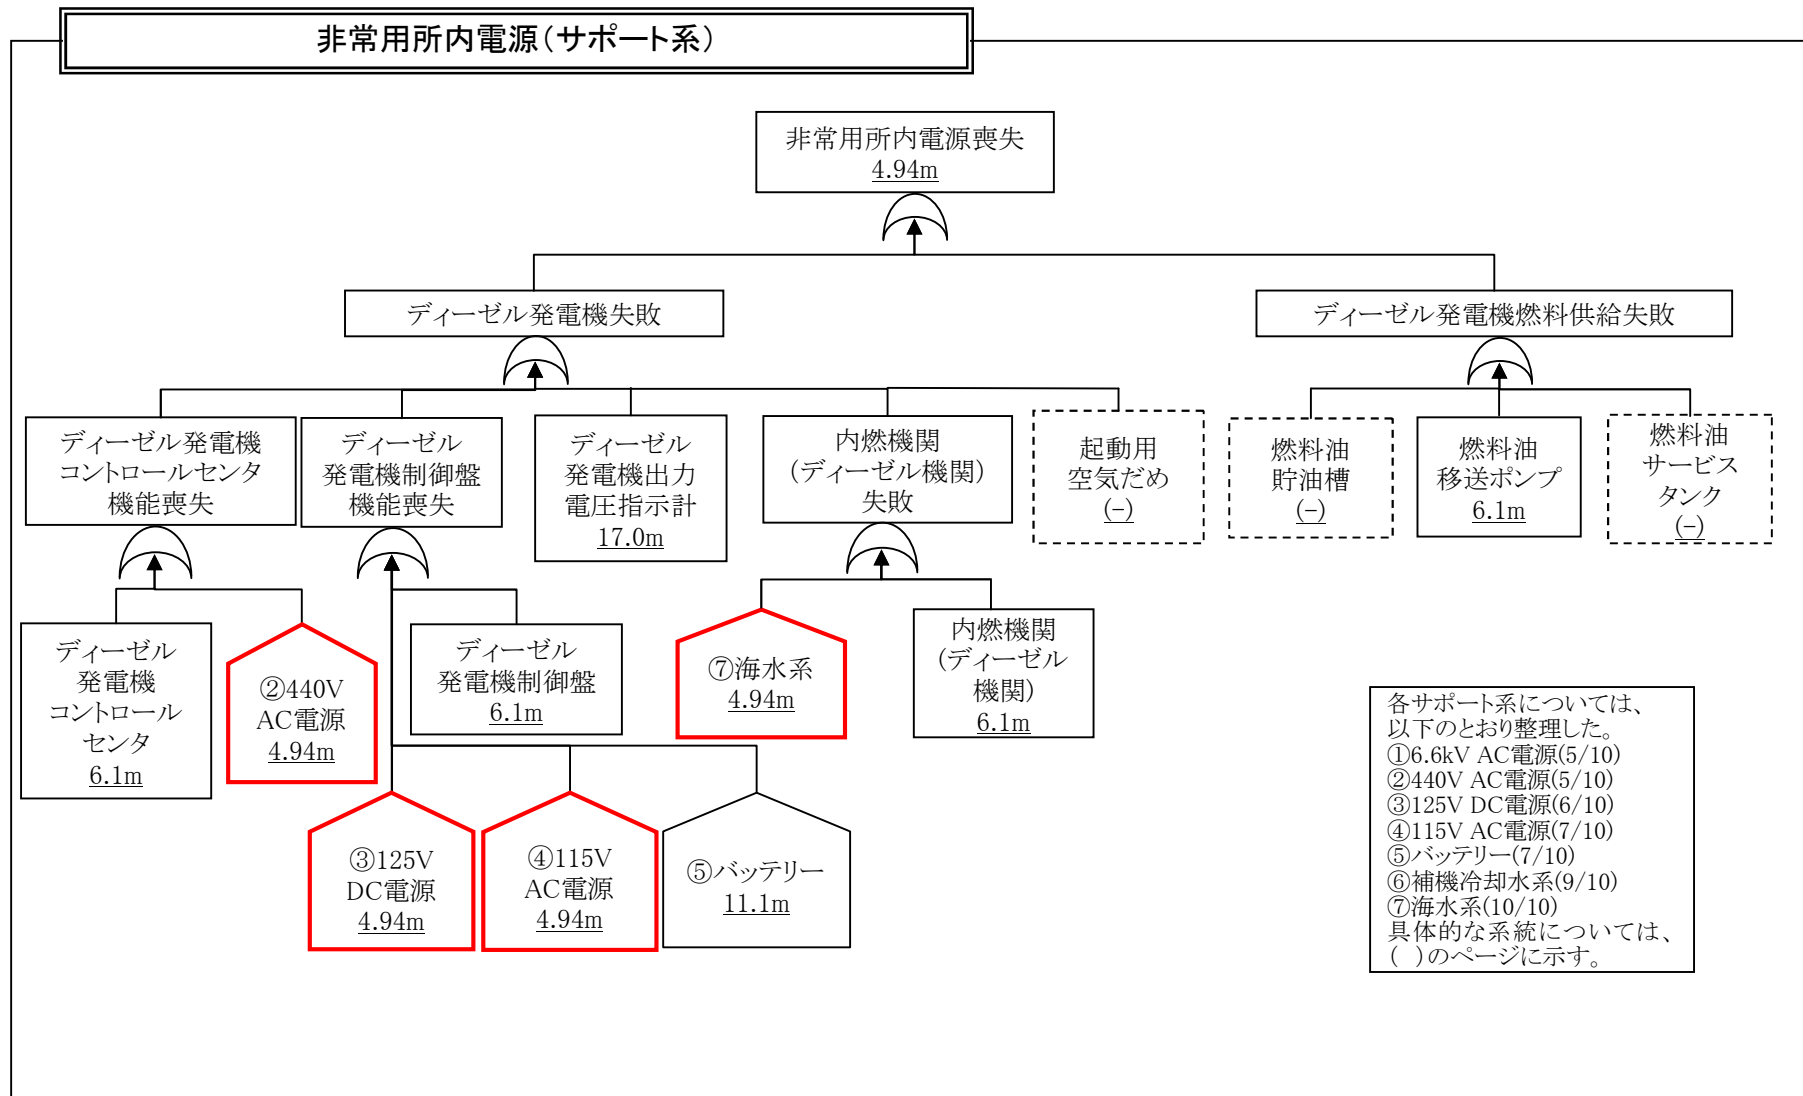 非常用所内電源(サポート系)
非常用所内電源喪失
4.94m
ディーゼル発電機失敗
ディーゼル発電機燃料供給失敗
ディーゼル発電機
コントロールセンタ
機能喪失
ディーゼル
発電機制御盤
機能喪失
ディーゼル
発電機出力
電圧指示計
17.0m
内燃機関
(ディーゼル機関)
失敗
起動用
空気だめ
(-)
燃料油
貯油槽
(-)
燃料油
移送ポンプ
6.1m
燃料油
サービス
タンク
(-)
ディーゼル
発電機
コントロール
センタ
6.1m
②440V
AC電源
4.94m
ディーゼル
発電機制御盤
6.1m
⑦海水系
4.94m
内燃機関
(ディーゼル
機関)
6.1m
③125V
DC電源
4.94m
④115V
AC電源
4.94m
⑤バッテリー
11.1m
各サポート系については、
以下のとおり整理した。
①6.6kV AC電源(5/10)
②440V AC電源(5/10)
③125V DC電源(6/10)
④115V AC電源(7/10)
⑤バッテリー(7/10)
⑥補機冷却水系(9/10)
⑦海水系(10/10)
具体的な系統については、
( )のページに示す。